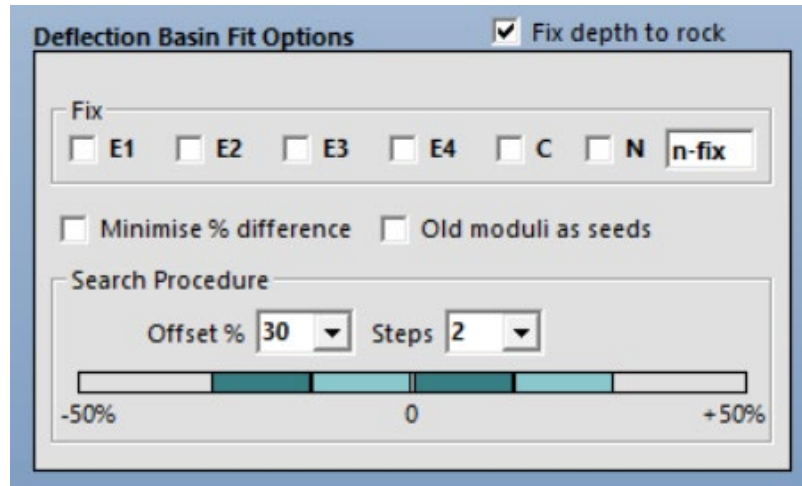 Deflection Basin Fit Options Fix depth to rock
Fix
E1 E2 E3 E4 C N n-fix
Minimise % difference Old moduli as seeds
Search Procedure
Offset % 30 Steps 2
-50% 0 +50%